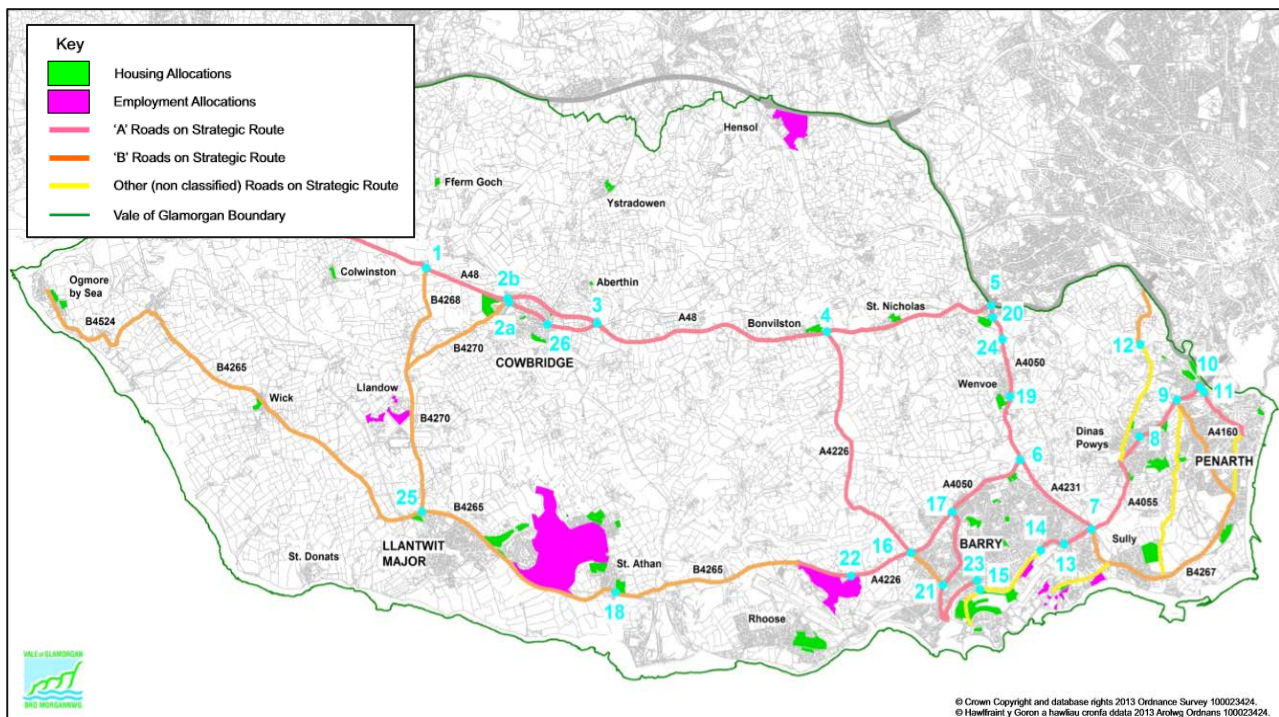 Key
Housing Allocations
Employment Allocations
'A' Roads on Strategic Route
'B' Roads on Strategic Route
Other (non classified) Roads on Strategic Route
Vale of Glamorgan Boundary
Hensol
Fferm Goch
Ystradowen
Ogmore
by Sea
Colwinston
1
A48
2b
Aberthin
3
5
B4268
St. Nicholas
20
B4524
2a
26
A48
Bonvilston
4
24
12
B4270
COWBRIDGE
A4050
B4265
10
Llandow
Wenvoe
19
9
11
Wick
B4270
Dinas
Powys
8
A4160
A4226
6
PENARTH
25
B4265
A4050
A4231
A4055
17
7
LLANTWIT
MAJOR
16
BARRY
14
Sully
St. Donats
St. Athan
22
23
13
B4265
A4226
15
B4267
18
21
Rhoose
VALE of GLAMORGAN
BRO MORGANNWG
© Crown Copyright and database rights 2013 Ordnance Survey 100023424.
© Hawlfraint y Goron a hawliau cronfa ddata 2013 Arolwg Ordnans 100023424.